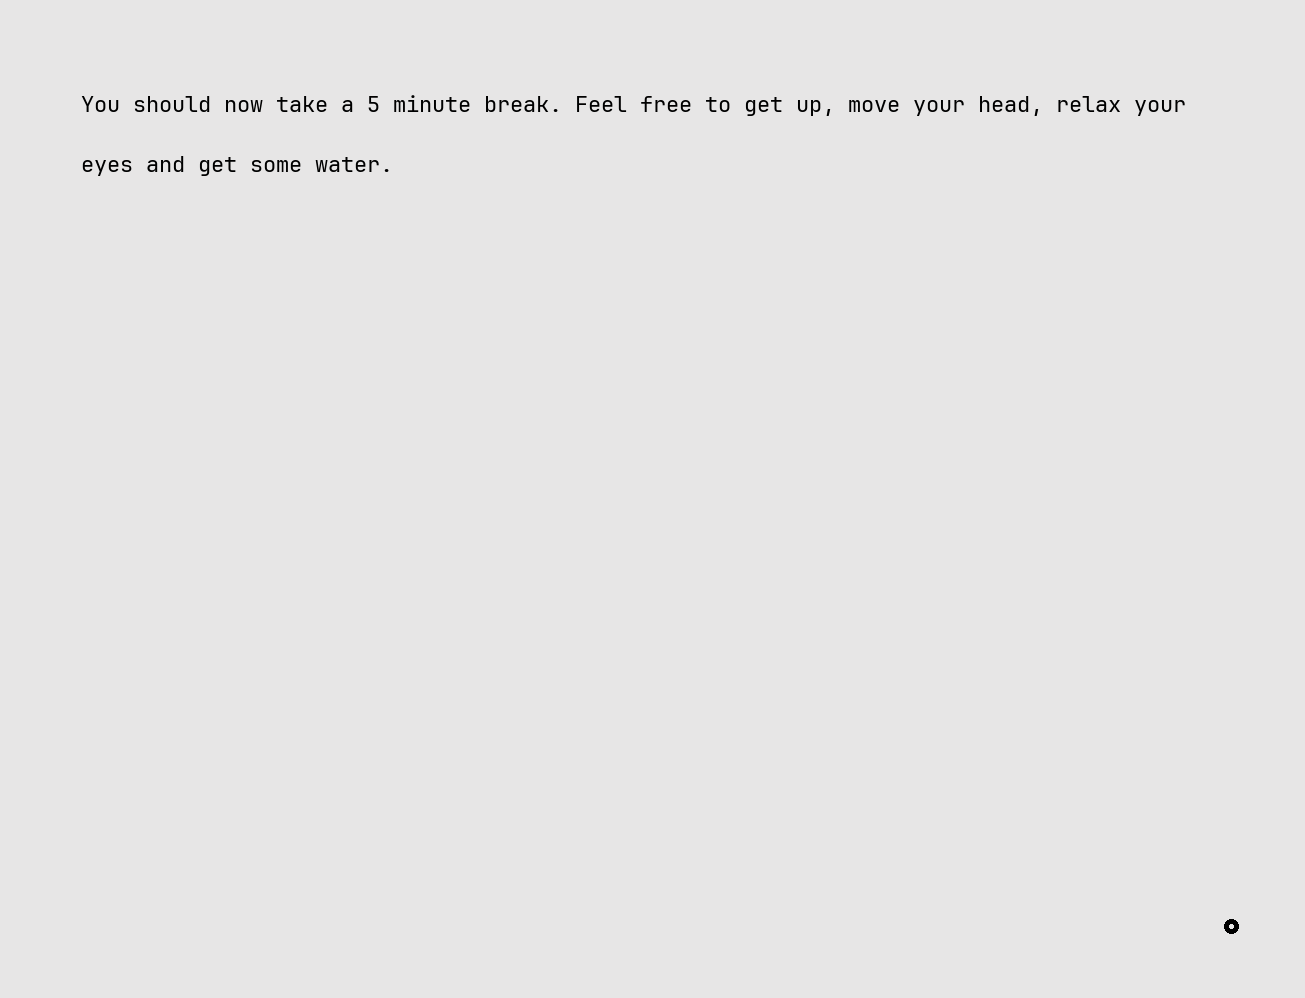 You should now take a 5 minute break. Feel free to get up, move your head, relax your
eyes and get some water.